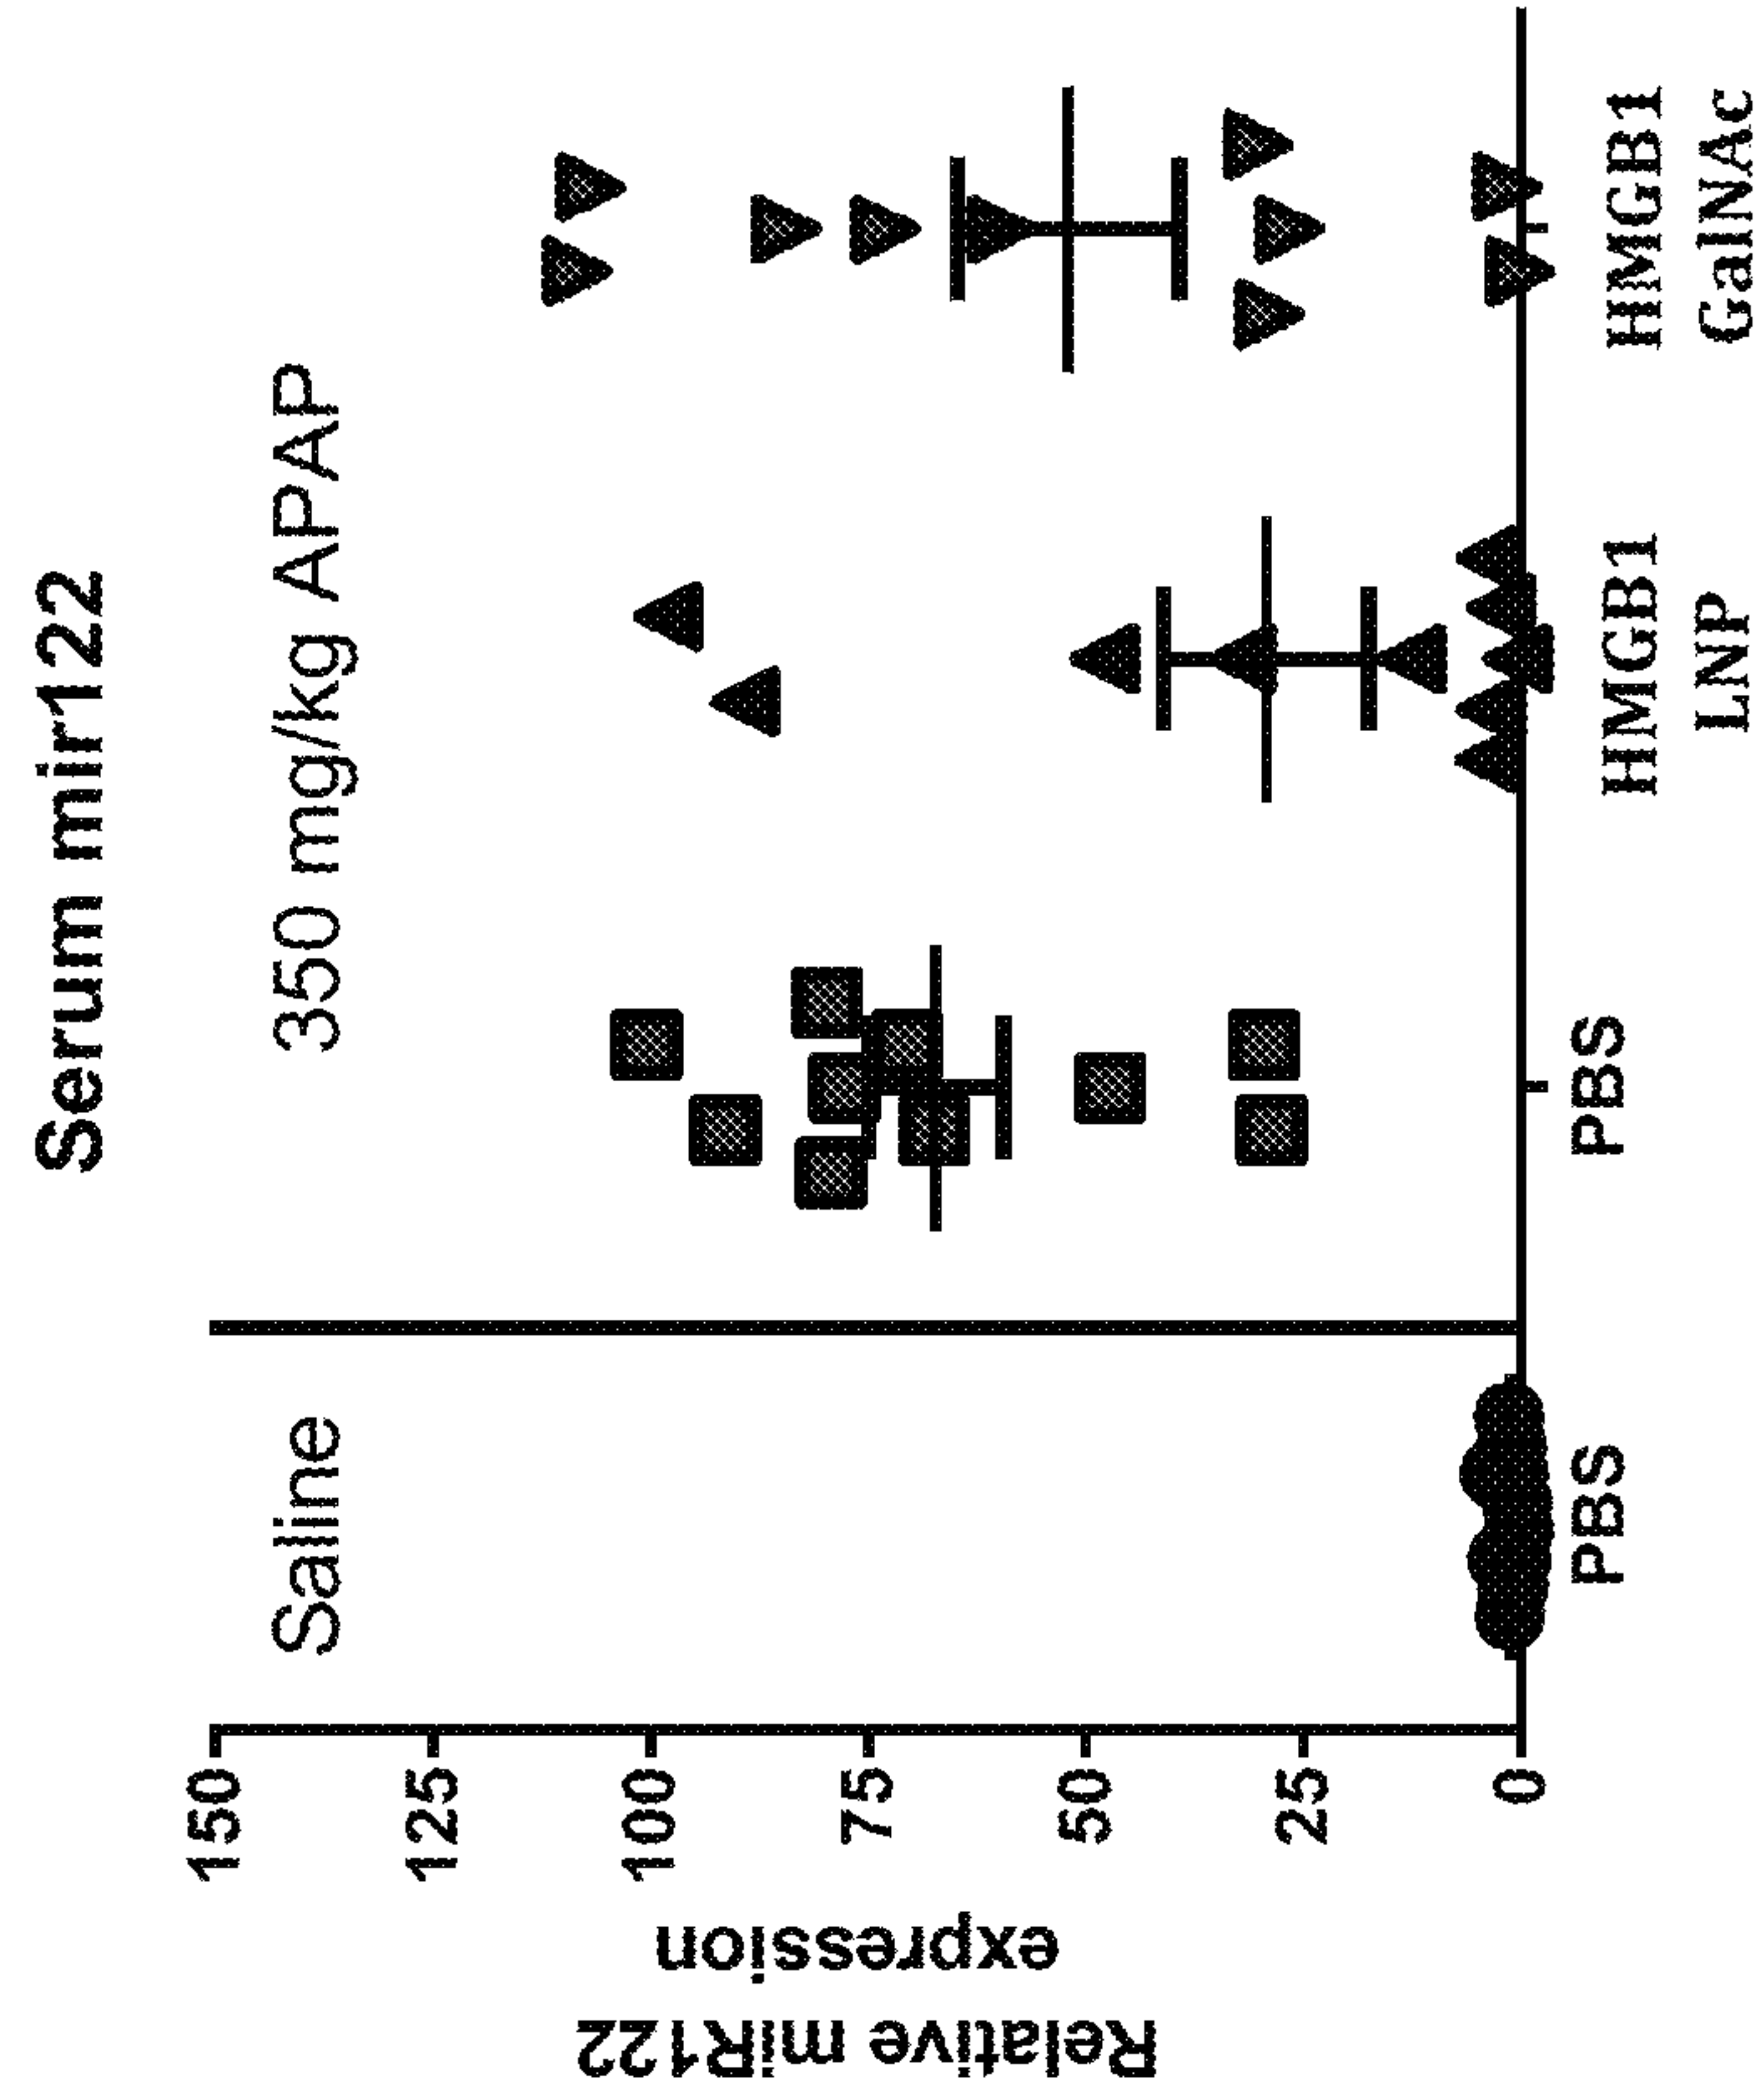 Serum mir122
Saline
350 mg/kg APAP
Relative miR122
expression
150
125
100
75
50
25
0
PBS
PBS
HMGB1
LNP
HMGB1
GalNAc